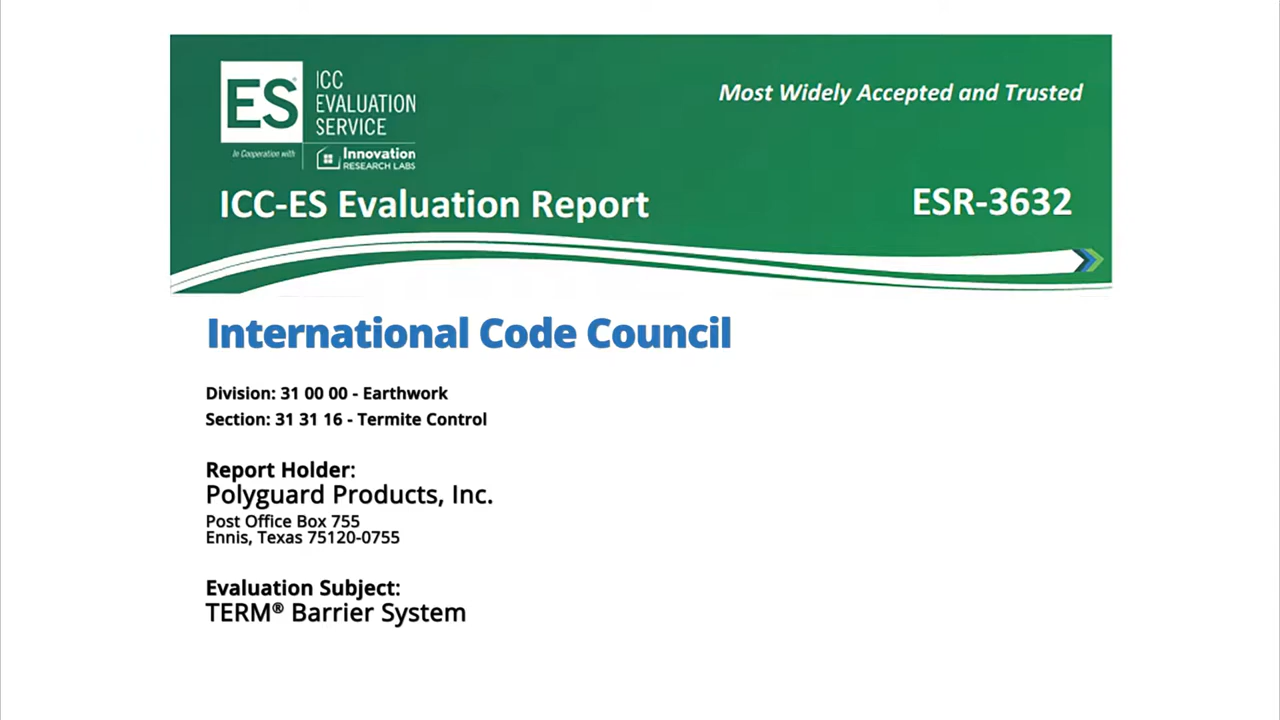 ES®
ICC
EVALUATION
SERVICE
In Cooperation with
Innovation
RESEARCH LABS
Most Widely Accepted and Trusted
ICC-ES Evaluation Report
ESR-3632
International Code Council
Division: 31 00 00 - Earthwork
Section: 31 31 16 - Termite Control
Report Holder:
Polyguard Products, Inc.
Post Office Box 755
Ennis, Texas 75120-0755
Evaluation Subject:
TERM® Barrier System